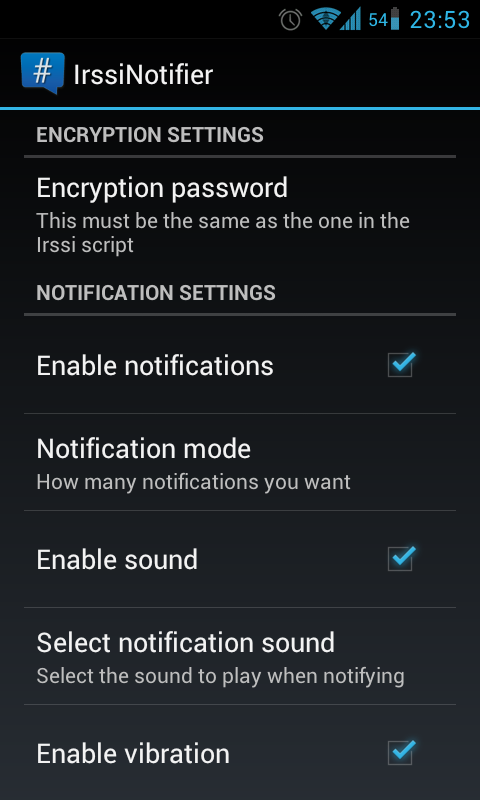 54 23:53
# IrssiNotifier
ENCRYPTION SETTINGS
Encryption password
This must be the same as the one in the
Irssi script
NOTIFICATION SETTINGS
Enable notifications
Notification mode
How many notifications you want
Enable sound
Select notification sound
Select the sound to play when notifying
Enable vibration